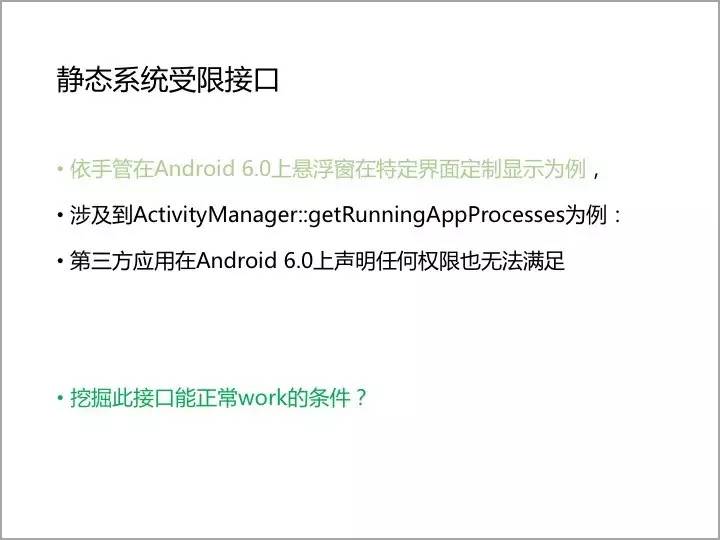 静态系统受限接口
• 依手管在Android 6.0上悬浮窗在特定界面定制显示为例，
• 涉及到ActivityManager::getRunningAppProcesses为例：
• 第三方应用在Android 6.0上声明任何权限也无法满足
• 挖掘此接口能正常work的条件？